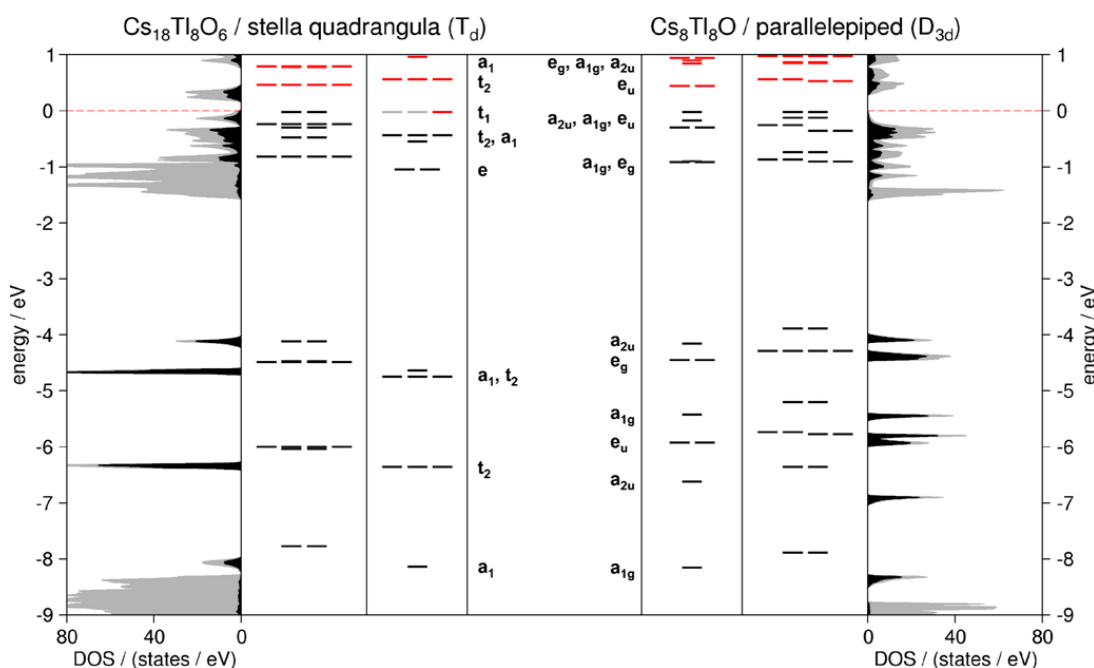 Cs18Tl8O6 / stella quadrangula (Td)
Cs8Tl8O / parallelepiped (D3d)
energy / eV
1
0
-1
-2
-3
-4
-5
-6
-7
-8
-9
80
40
0
DOS / (states / eV)
a1
t2
t1
t2, a1
e
a1, t2
t2
a1
eg, a1g, a2u
eu
a2u, a1g, eu
a1g, eg
a2u
eg
a1g
eu
a2u
a1g
1
0
-1
-2
-3
-4
-5
-6
-7
-8
-9
energy / eV
0
40
80
DOS / (states / eV)